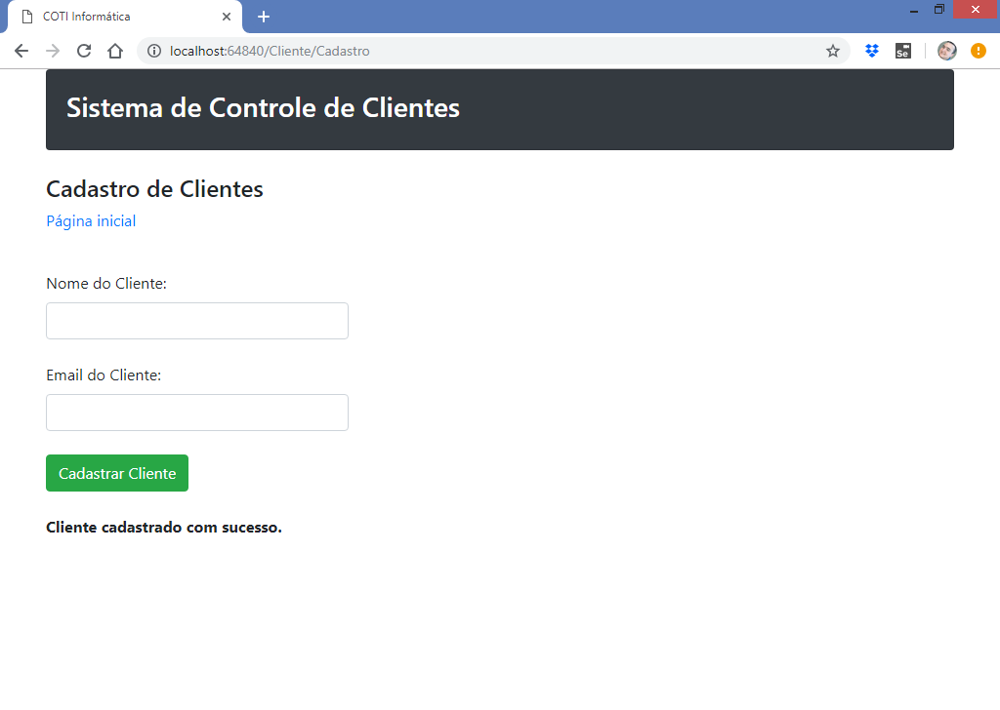 COTI Informática
localhost:64840/Cliente/Cadastro
Se
Sistema de Controle de Clientes
Cadastro de Clientes
Página inicial
Nome do Cliente:
Email do Cliente:
Cadastrar Cliente
Cliente cadastrado com sucesso.